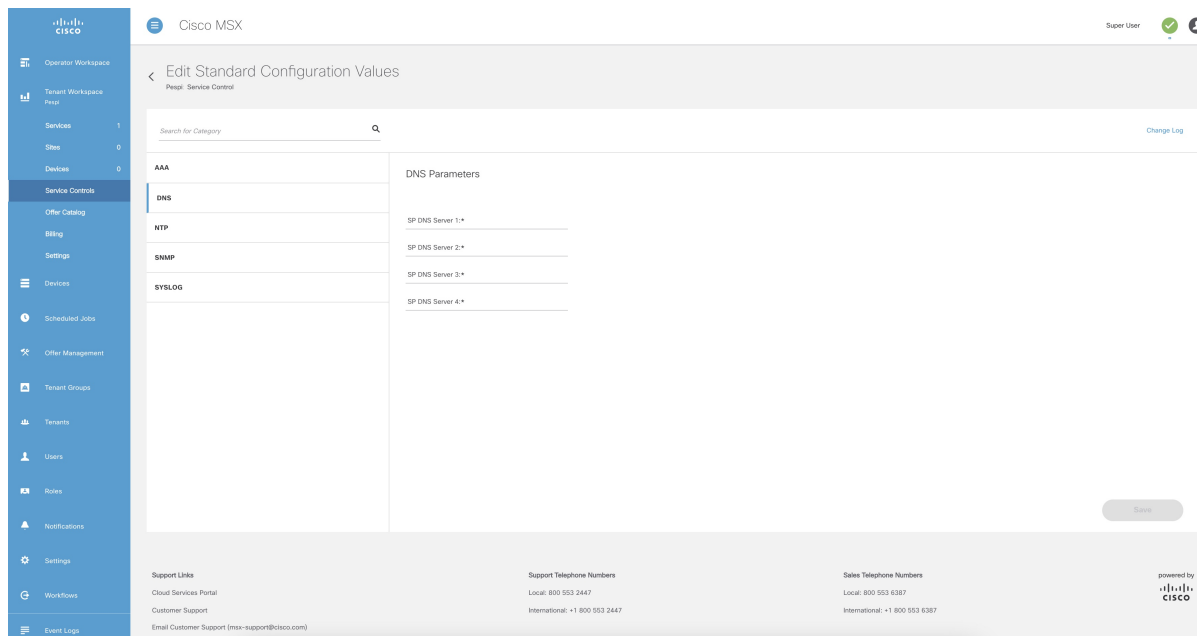 CISCO
Cisco MSX
Super User
Operator Workspace
Tenant Workspace
Pespi
Services 1
Sites 0
Devices 0
Service Controls
Offer Catalog
Billing
Settings
Devices
Scheduled Jobs
Offer Management
Tenant Groups
Tenants
Users
Roles
Notifications
Settings
Workflows
Event Logs
Edit Standard Configuration Values
Pespi: Service Control
Search for Category
Change Log
AAA
DNS
NTP
SNMP
SYSLOG
DNS Parameters
SP DNS Server 1:*
SP DNS Server 2:*
SP DNS Server 3:*
SP DNS Server 4:*
Save
Support Links
Cloud Services Portal
Customer Support
Email Customer Support (msx-support@cisco.com)
Support Telephone Numbers
Local: 800 553 2447
International: +1 800 553 2447
Sales Telephone Numbers
Local: 800 553 6387
International: +1 800 553 6387
powered by
CISCO